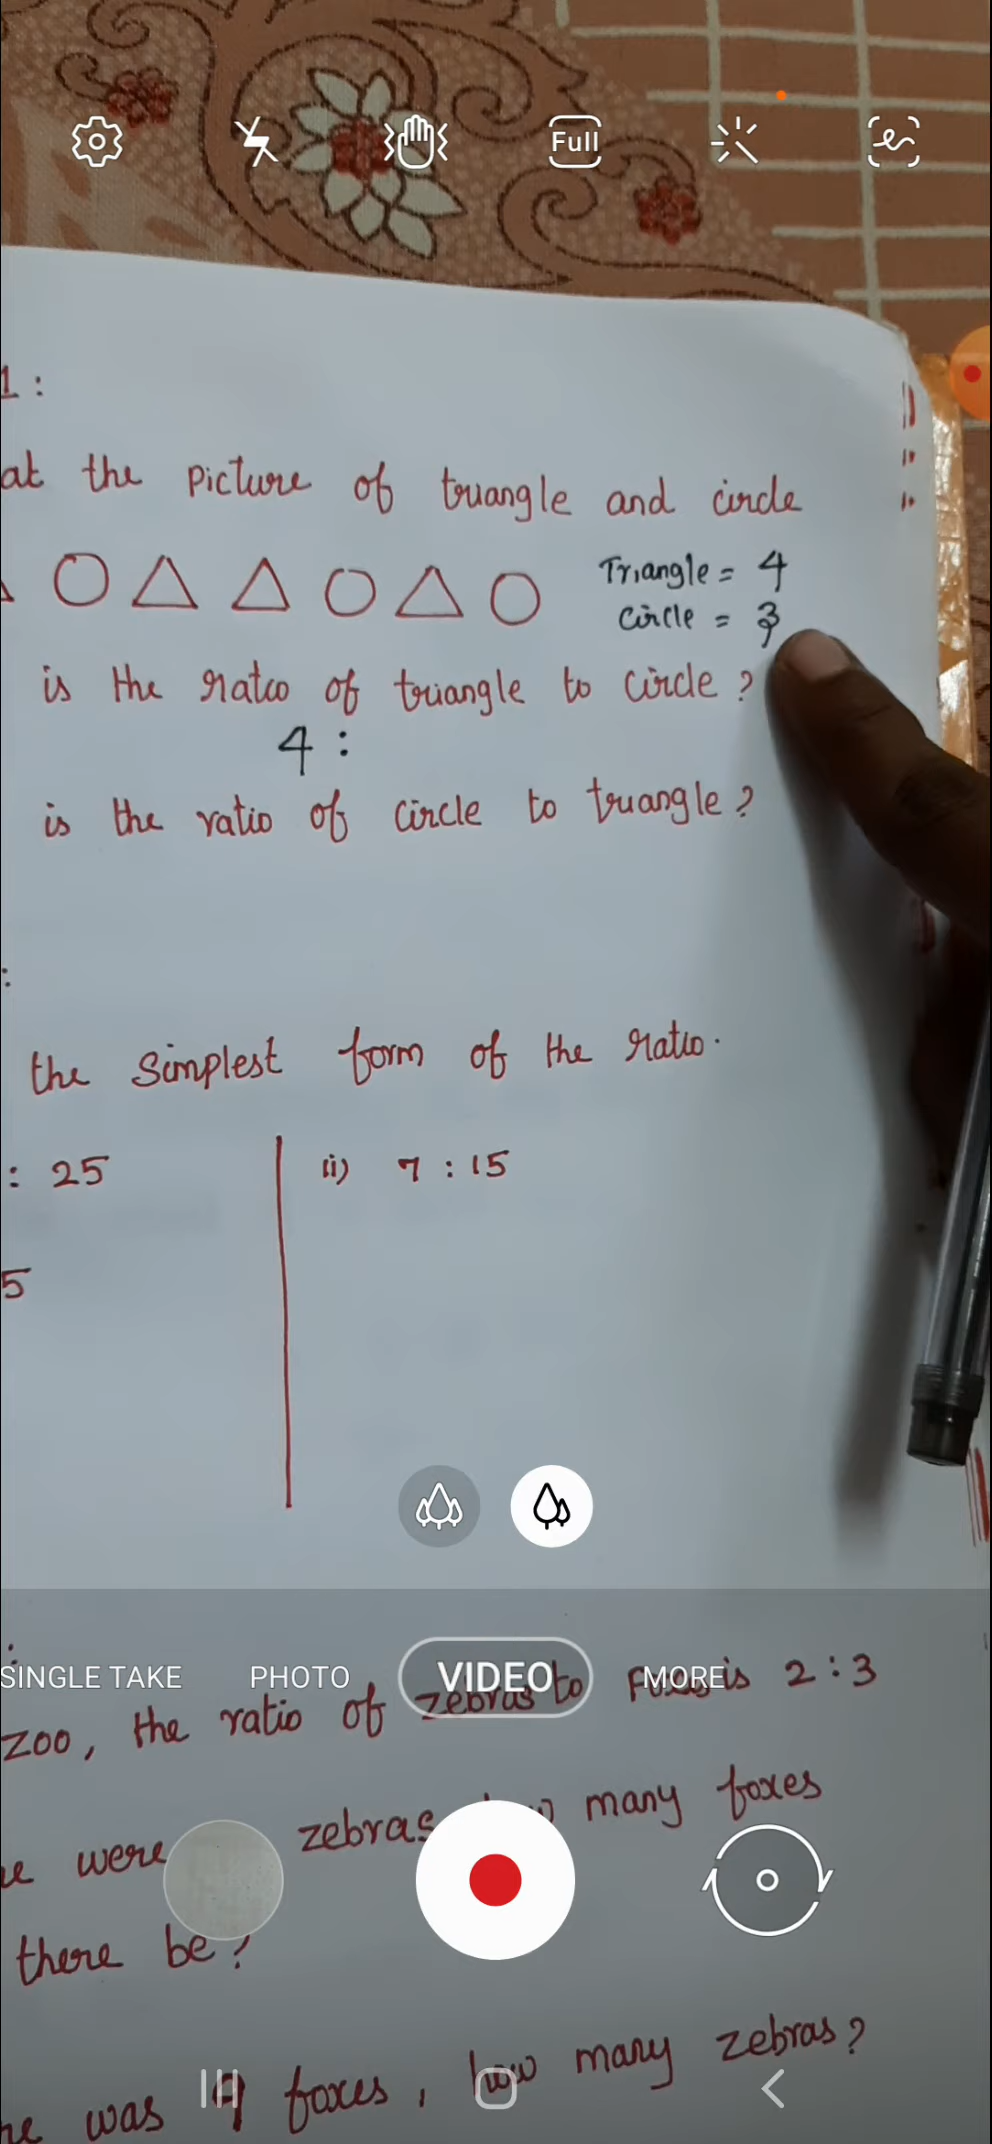 Full
1 :
at the picture of triangle and circle
Triangle = 4
Circle = 3
is the ratio of triangle to circle ?
4 :
is the ratio of circle to triangle ?
:
the simplest form of the ratio.
: 25
(ii) 7 : 15
5
SINGLE TAKE PHOTO VIDEO MORE
zoo, the ratio of zebras to is 2 : 3
were zebras many foxes
there be ?
was foxes, how many zebras ?